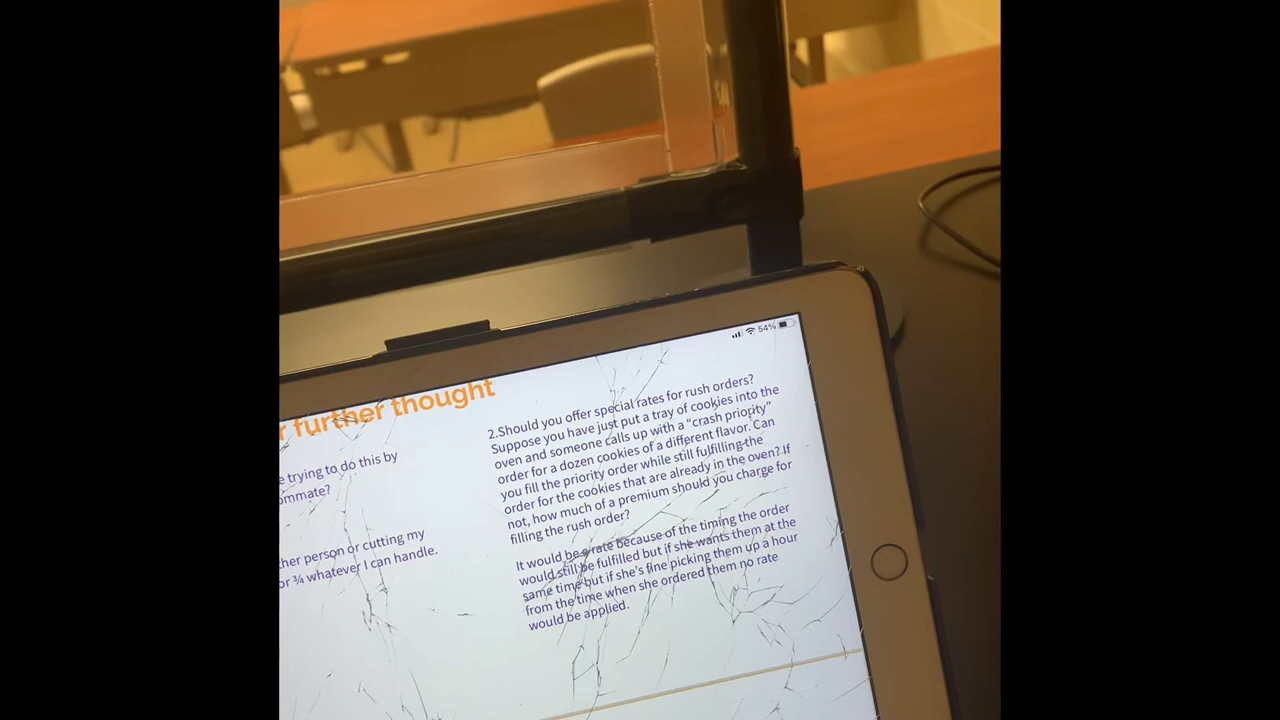 54%
r further thought
e trying to do this by
ommate?
ther person or cutting my
or ¾ whatever I can handle.
2.Should you offer special rates for rush orders?
Suppose you have just put a tray of cookies into the
oven and someone calls up with a “crash priority”
order for a dozen cookies of a different flavor. Can
you fill the priority order while still fulfilling the
order for the cookies that are already in the oven? If
not, how much of a premium should you charge for
filling the rush order?
It would be a rate because of the timing the order
would still be fulfilled but if she wants them at the
same time but if she's fine picking them up a hour
from the time when she ordered them no rate
would be applied.